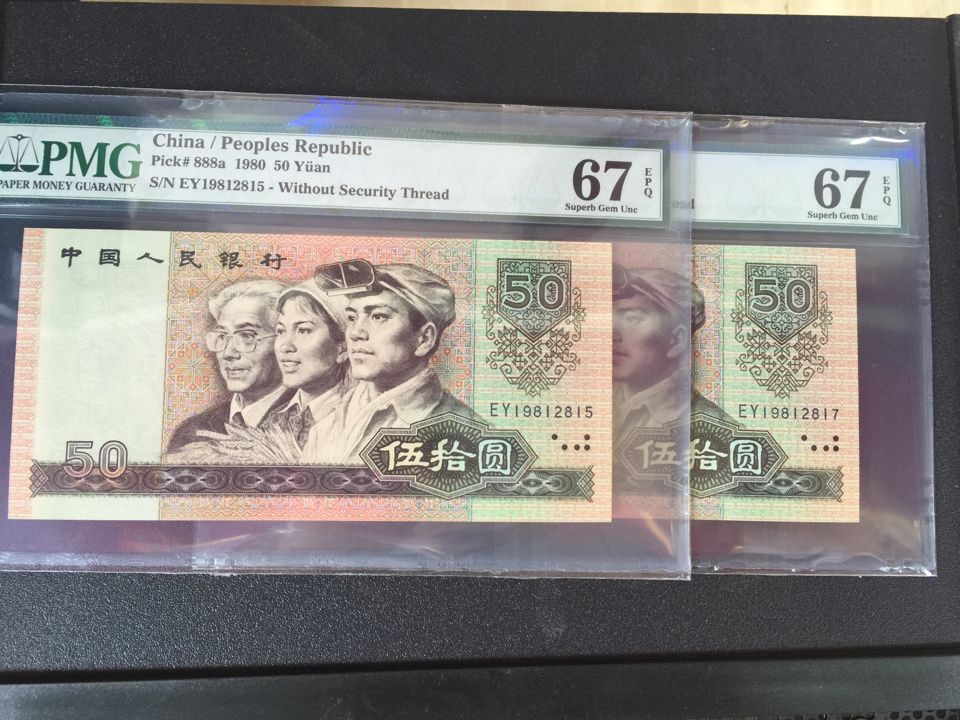 PMG
PAPER MONEY GUARANTY
China / Peoples Republic
Pick# 888a 1980 50 Yüan
S/N EY19812815 - Without Security Thread
67
EPQ
Superb Gem Unc
67
EPQ
Superb Gem Unc
中国人民银行
50
EY19812815
50
伍拾圆
50
EY19812817
伍拾圆